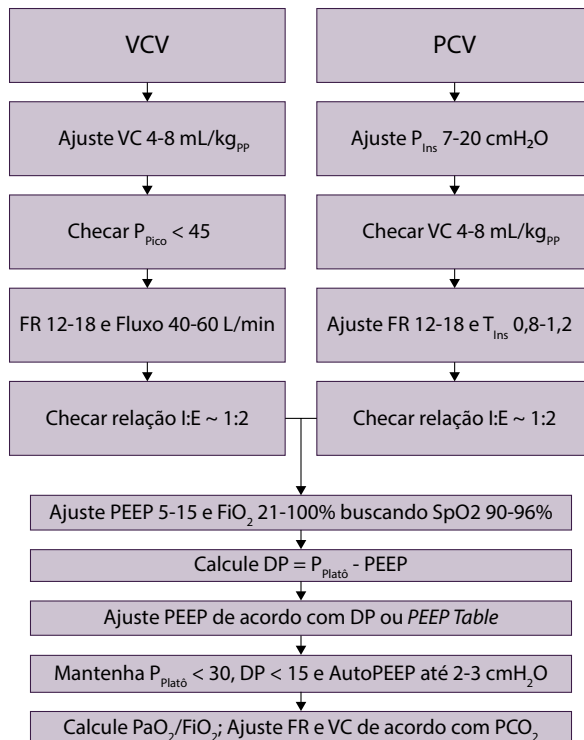 VCV
Ajuste VC 4-8 mL/kgPP
Checar PPico < 45
FR 12-18 e Fluxo 40-60 L/min
Checar relação I:E ~ 1:2
PCV
Ajuste PIns 7-20 cmH₂O
Checar VC 4-8 mL/kgPP
Ajuste FR 12-18 e TIns 0,8-1,2
Checar relação I:E ~ 1:2
Ajuste PEEP 5-15 e FiO₂ 21-100% buscando SpO2 90-96%
Calcule DP = PPlatô - PEEP
Ajuste PEEP de acordo com DP ou PEEP Table
Mantenha PPlatô < 30, DP < 15 e AutoPEEP até 2-3 cmH₂O
Calcule PaO₂/FiO₂; Ajuste FR e VC de acordo com PCO₂